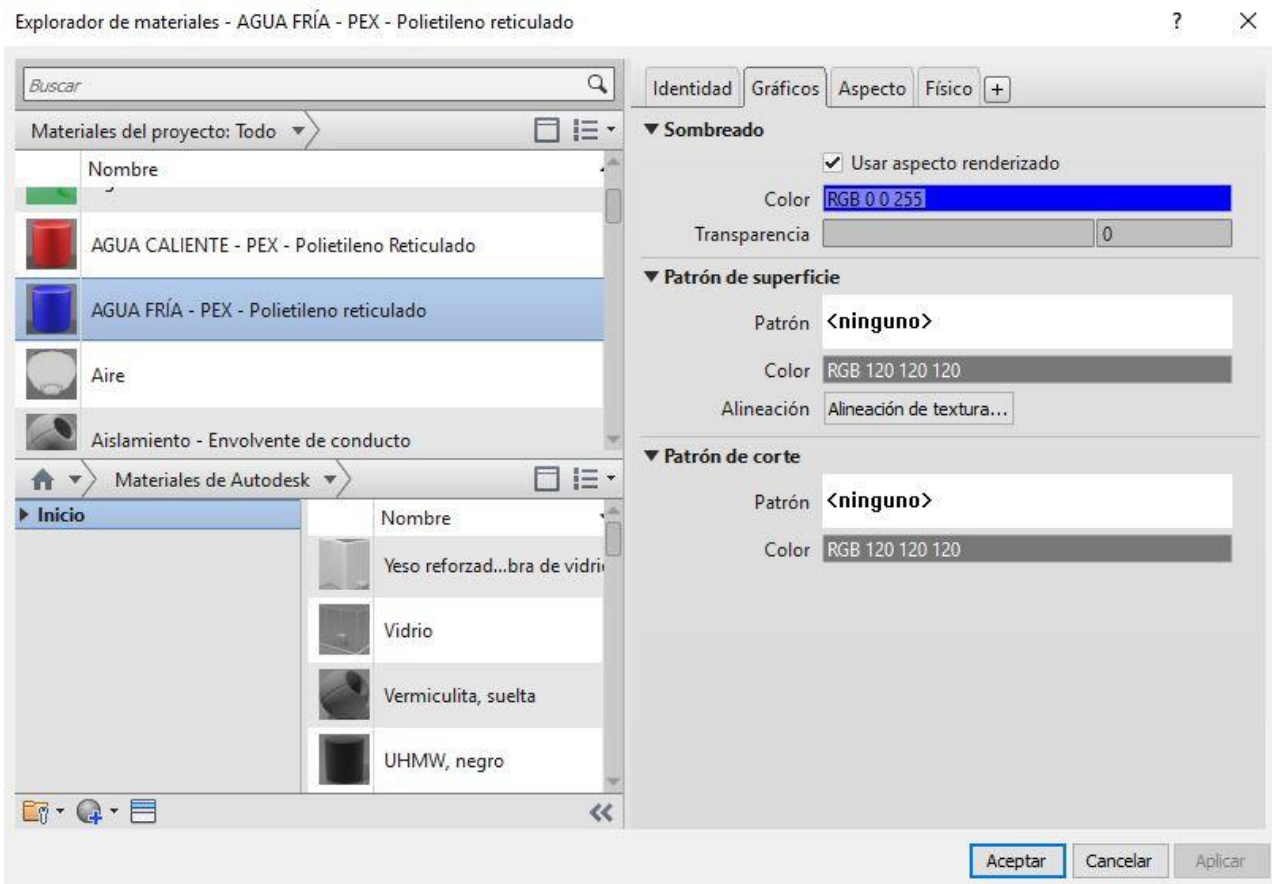 Explorador de materiales - AGUA FRÍA - PEX - Polietileno reticulado
?
Buscar
Materiales del proyecto: Todo
Nombre
AGUA CALIENTE - PEX - Polietileno Reticulado
AGUA FRÍA - PEX - Polietileno reticulado
Aire
Aislamiento - Envolvente de conducto
Materiales de Autodesk
Inicio
Nombre
Yeso reforzad...bra de vidri
Vidrio
Vermiculita, suelta
UHMW, negro
Identidad Gráficos Aspecto Físico +
Sombreado
Usar aspecto renderizado
Color RGB 0 0 255
Transparencia 0
Patrón de superficie
Patrón <ninguno>
Color RGB 120 120 120
Alineación Alineación de textura...
Patrón de corte
Patrón <ninguno>
Color RGB 120 120 120
Aceptar Cancelar Aplicar